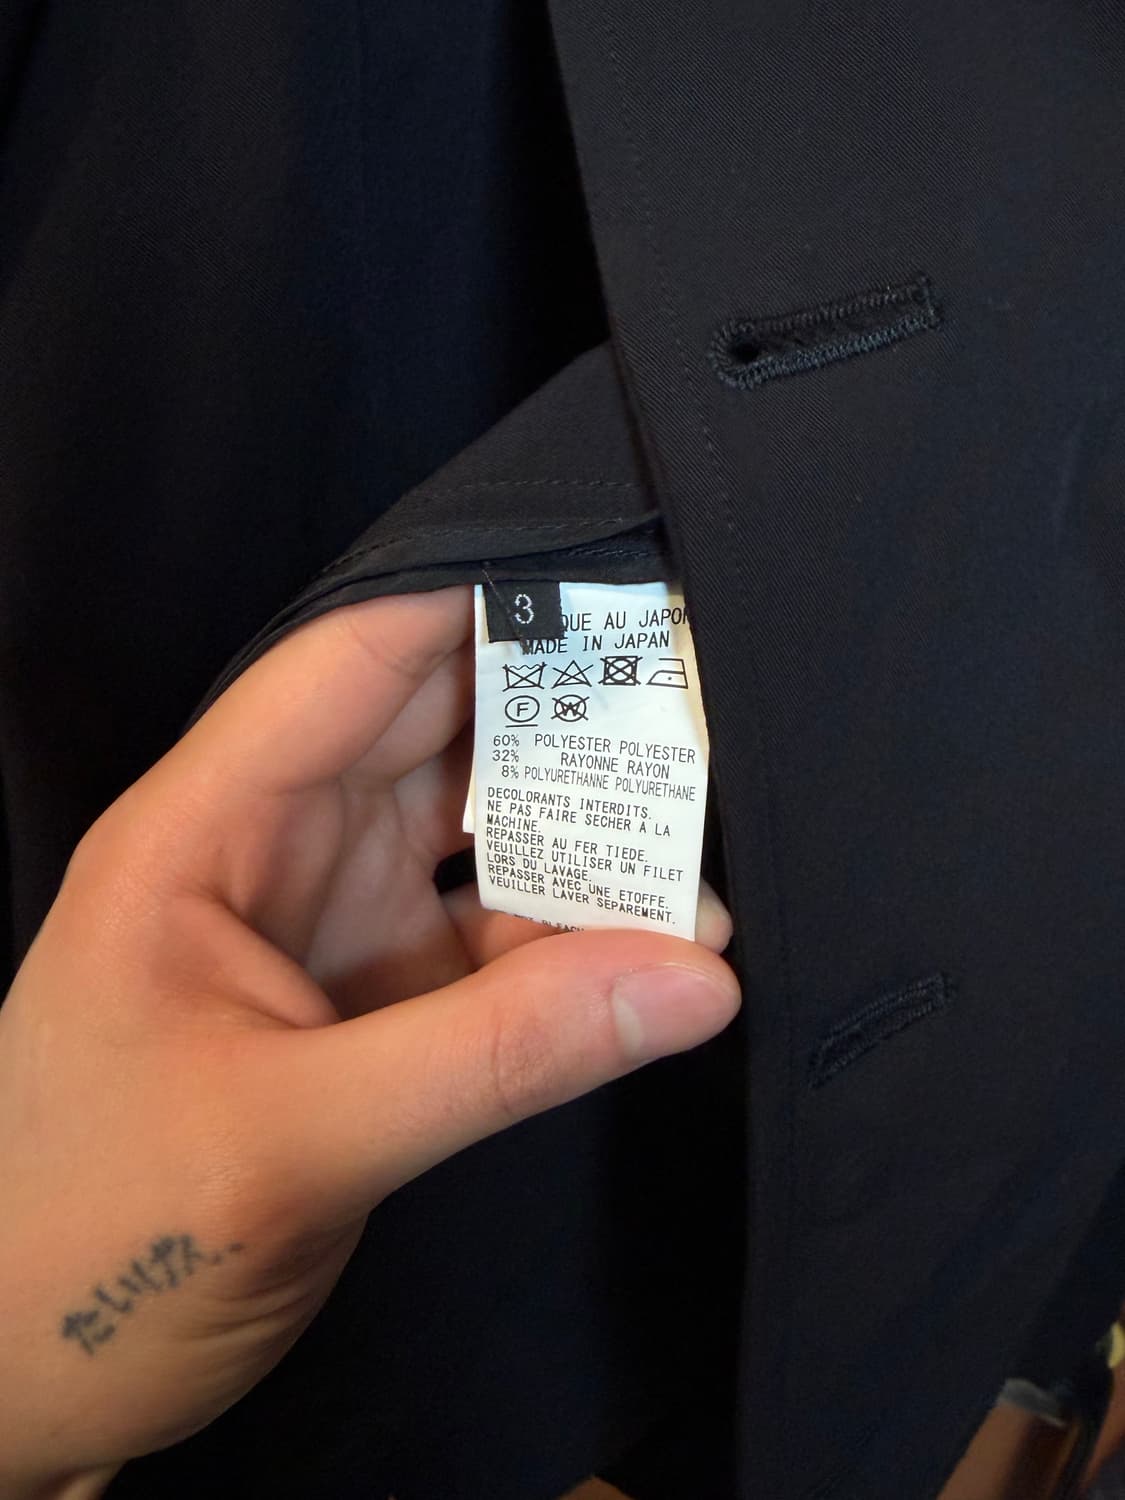 3
QUE AU JAPON
MADE IN JAPAN
F
W
60% POLYESTER POLYESTER
32% RAYONNE RAYON
8% POLYURETHANNE POLYURETHANE
DECOLORANTS INTERDITS.
NE PAS FAIRE SECHER A LA
MACHINE.
REPASSER AU FER TIEDE.
VEUILLEZ UTILISER UN FILET
LORS DU LAVAGE.
REPASSER AVEC UNE ETOFFE.
VEUILLER LAVER SEPAREMENT.